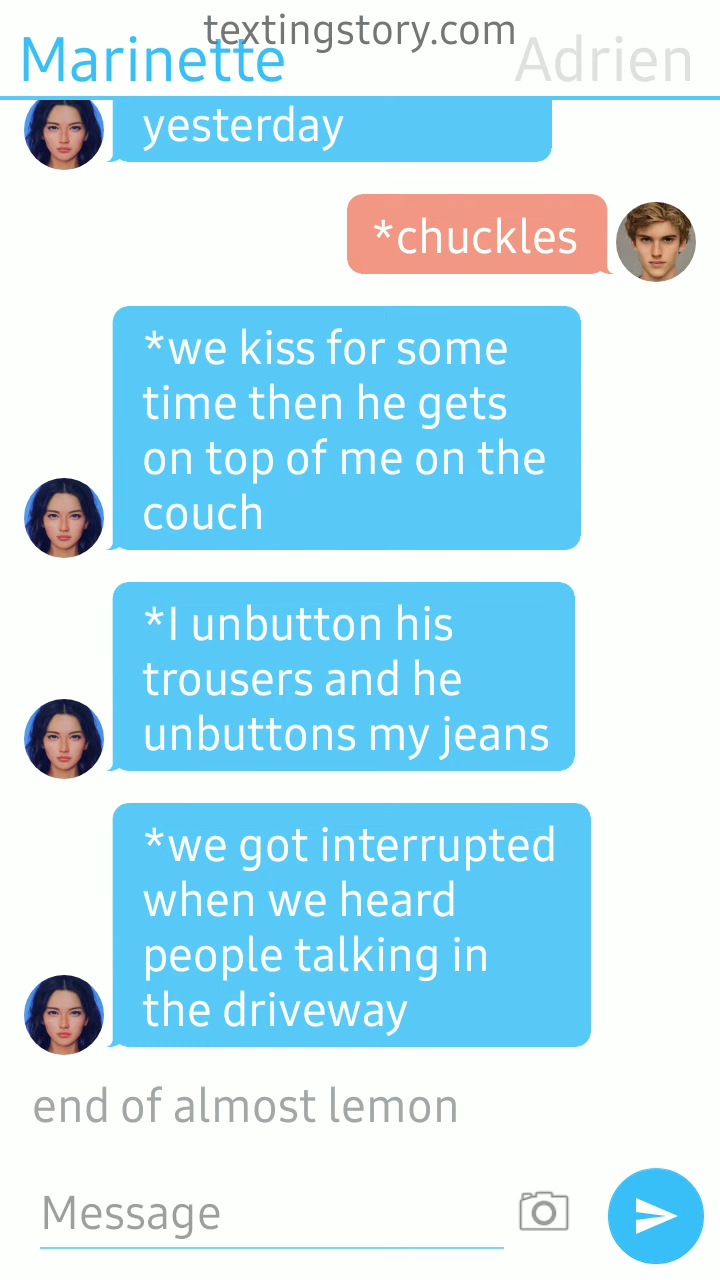 textingstory.com
Marinette
Adrien
yesterday
*chuckles
*we kiss for some
time then he gets
on top of me on the
couch
*I unbutton his
trousers and he
unbuttons my jeans
*we got interrupted
when we heard
people talking in
the driveway
end of almost lemon
Message